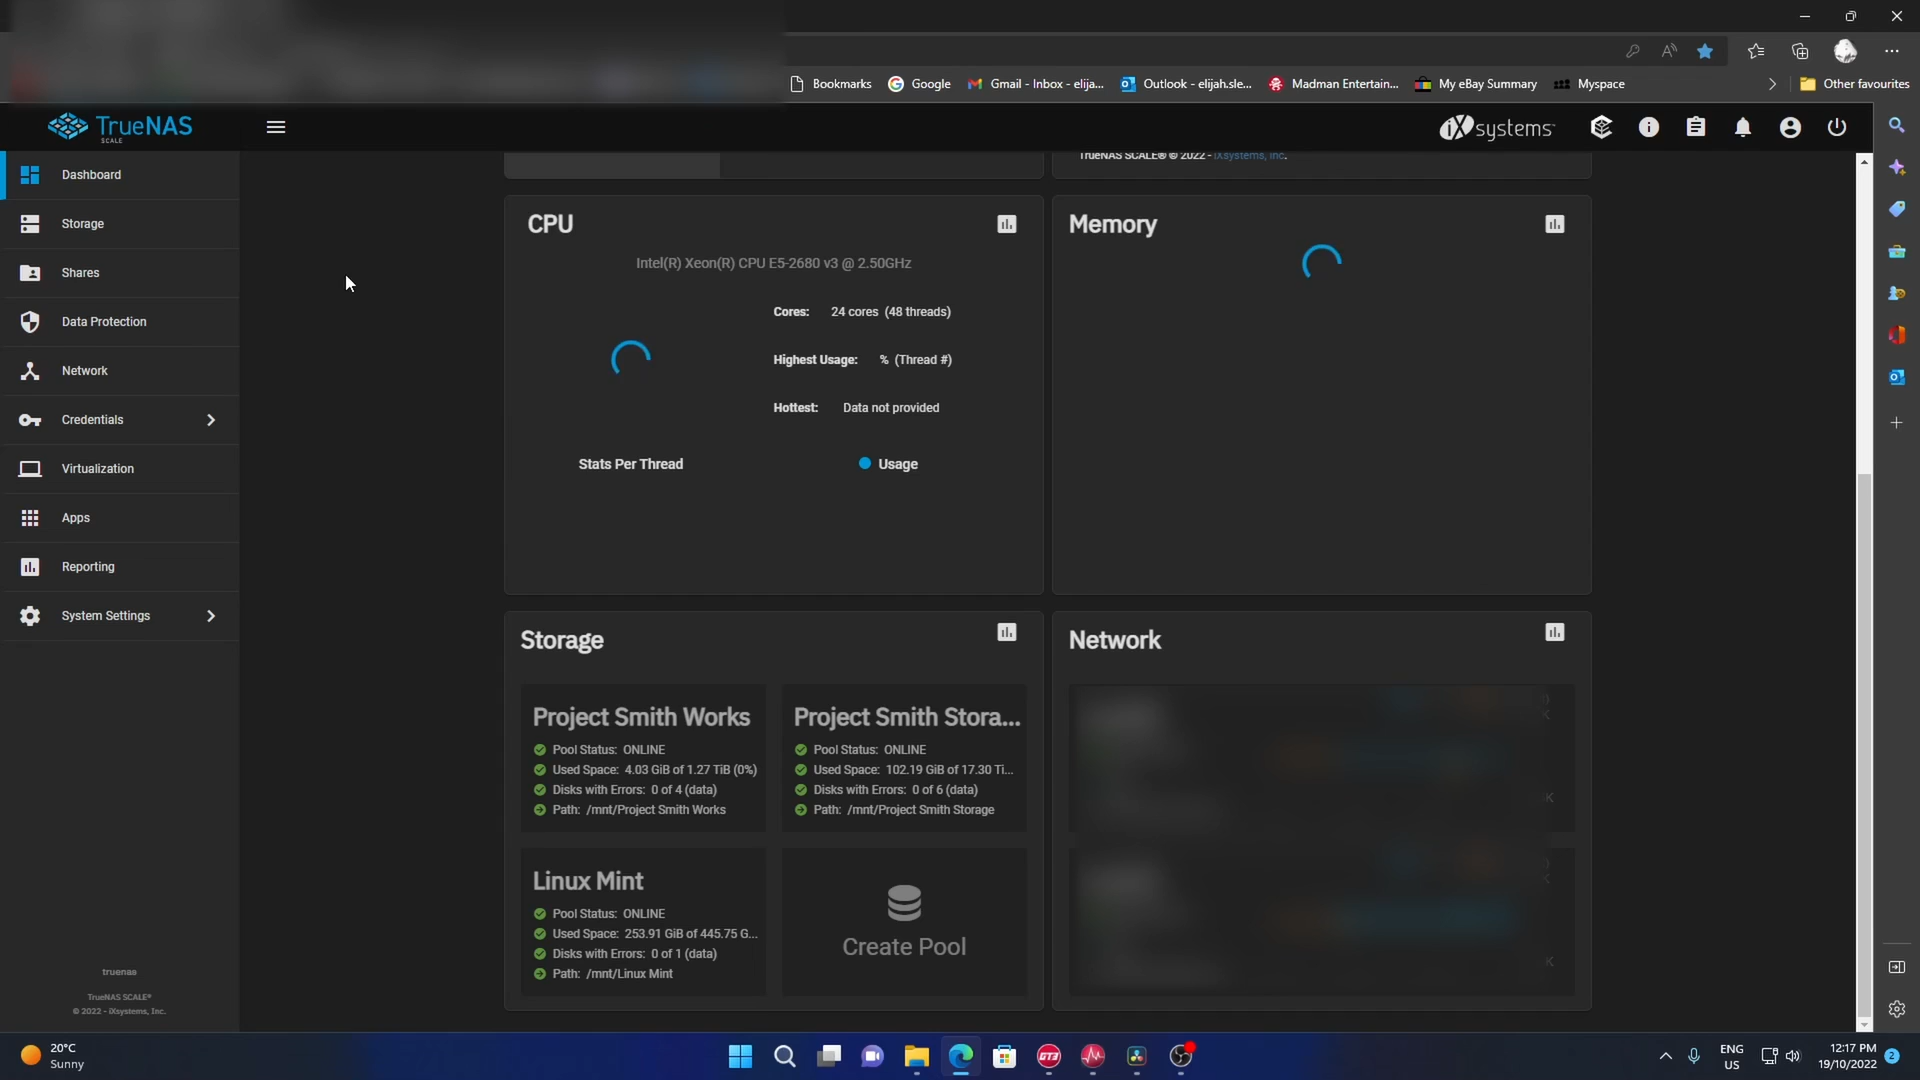 Bookmarks
Google
Gmail - Inbox - elija...
Outlook - elijah.sle...
Madman Entertain...
My eBay Summary
Myspace
Other favourites
TrueNAS
SCALE
iXsystems
Dashboard
Storage
Shares
Data Protection
Network
Credentials
Virtualization
Apps
Reporting
System Settings
truenas
TrueNAS SCALE®
© 2022 - iXsystems, Inc.
TrueNAS SCALE® © 2022 - iXsystems, Inc.
CPU
Intel(R) Xeon(R) CPU E5-2680 v3 @ 2.50GHz
Cores: 24 cores (48 threads)
Highest Usage: % (Thread #)
Hottest: Data not provided
Stats Per Thread
Usage
Memory
Storage
Project Smith Works
Pool Status: ONLINE
Used Space: 4.03 GiB of 1.27 TiB (0%)
Disks with Errors: 0 of 4 (data)
Path: /mnt/Project Smith Works
Project Smith Stora...
Pool Status: ONLINE
Used Space: 102.19 GiB of 17.30 Ti...
Disks with Errors: 0 of 6 (data)
Path: /mnt/Project Smith Storage
Linux Mint
Pool Status: ONLINE
Used Space: 253.91 GiB of 445.75 G...
Disks with Errors: 0 of 1 (data)
Path: /mnt/Linux Mint
Create Pool
Network
20°C
Sunny
GT3
ENG
US
12:17 PM
19/10/2022
2